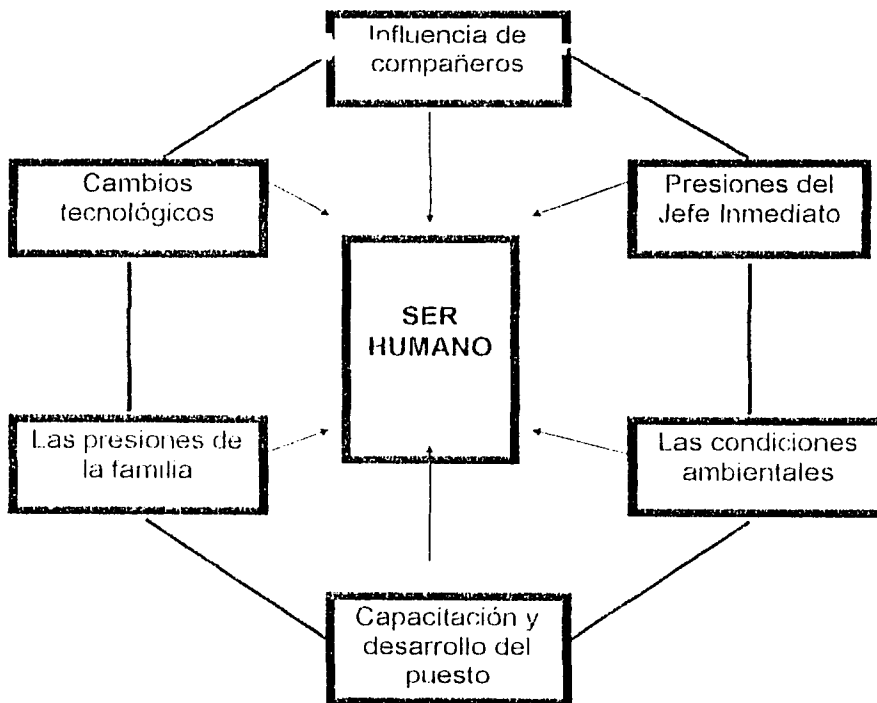 Influencia de
compañeros
Cambios
tecnológicos
Presiones del
Jefe Inmediato
SER
HUMANO
Las presiones de
la familia
Las condiciones
ambientales
Capacitación y
desarrollo del
puesto